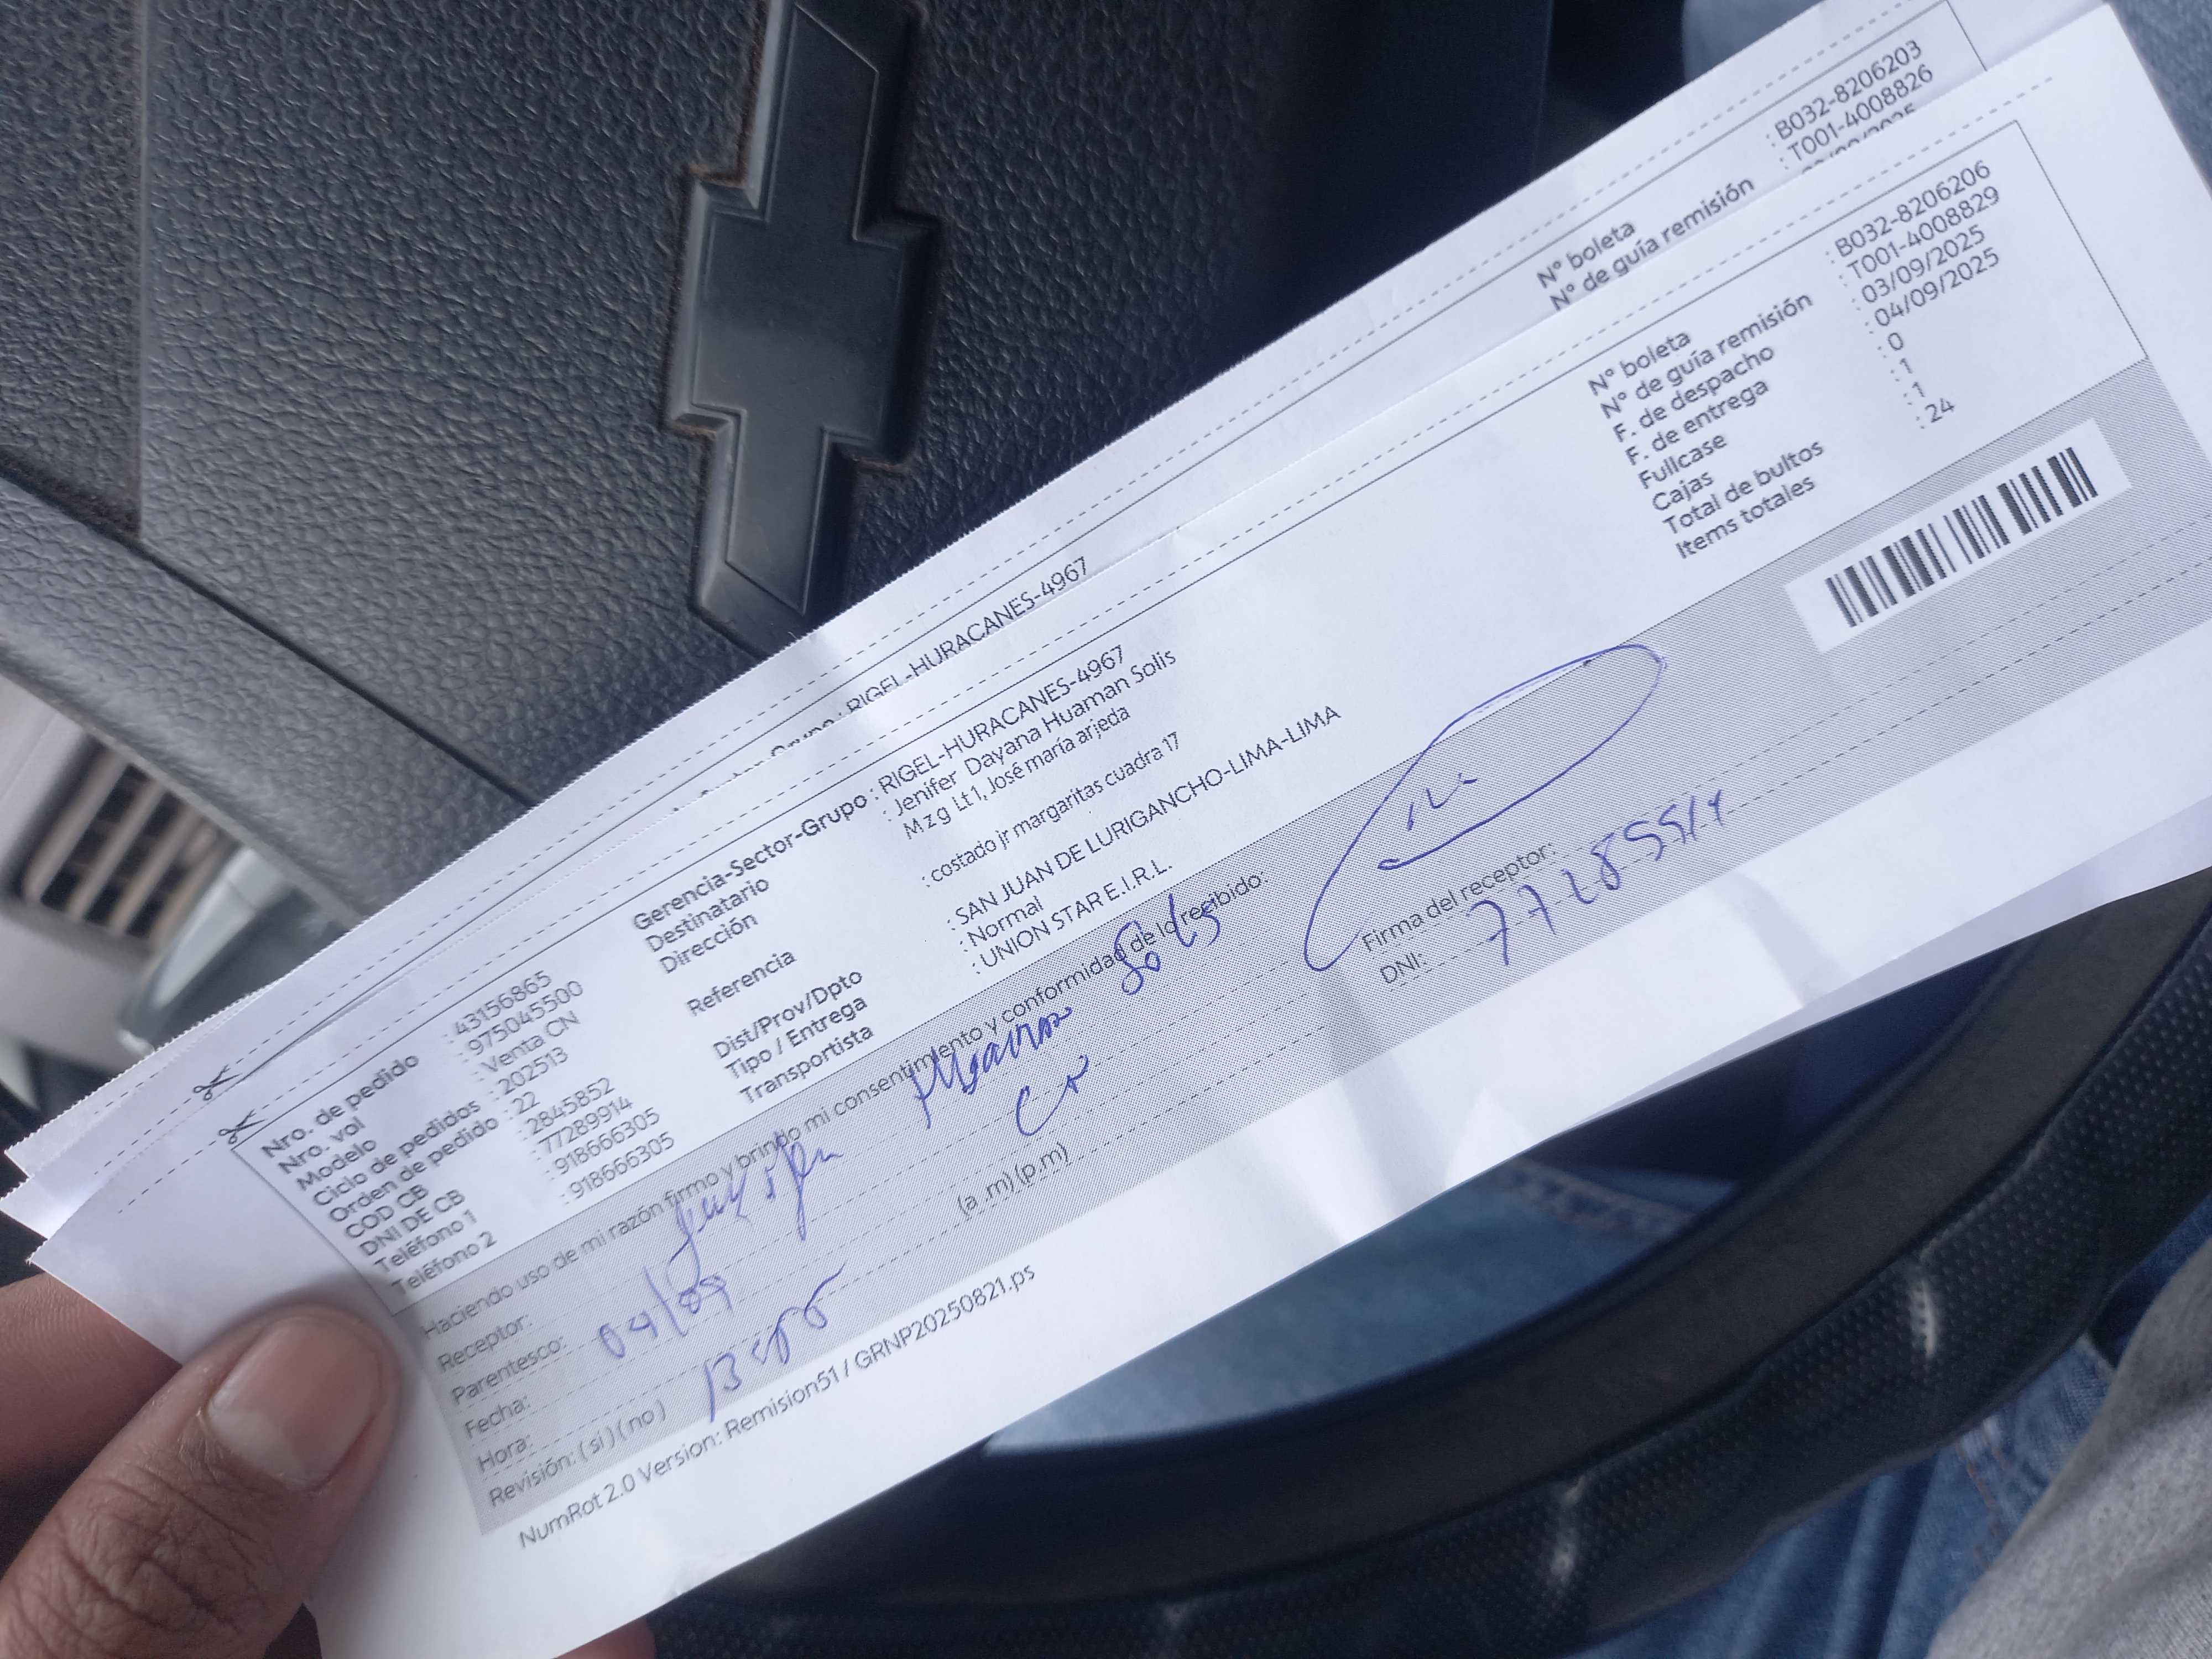 N° boleta : B032-8206203
N° de guía remisión : T001-4008826
Grupo : RIGEL-HURACANES-4967
Nro. de pedido : 43156865
Nro. vol : 975045500
Modelo : Venta CN
Ciclo de pedidos : 202513
Orden de pedido : 22
COD CB : 2845852
DNI DE CB : 77289914
Teléfono 1 : 918666305
Teléfono 2 : 918666305
Gerencia-Sector-Grupo : RIGEL-HURACANES-4967
Destinatario : Jenifer Dayana Huaman Solis
Dirección M z g Lt 1, José maría arjeda
Referencia : costado jr margaritas cuadra 17
Dist/Prov/Dpto : SAN JUAN DE LURIGANCHO-LIMA-LIMA
Tipo / Entrega : Normal
Transportista : UNION STAR E.I.R.L.
N° boleta : B032-8206206
N° de guía remisión : T001-4008829
F. de despacho : 03/09/2025
F. de entrega : 04/09/2025
Fullcase : 0
Cajas : 1
Total de bultos : 1
Items totales : 24
Haciendo uso de mi razón firmo y brindo mi consentimiento y conformidad de lo recibido:
Receptor: Huaman Solis
Parentesco:
Fecha: 04/09
Hora: (a .m) (p.m)
Revisión: ( si ) ( no )
Firma del receptor:
DNI:
NumRot 2.0 Version: Remision51 / GRNP20250821.ps